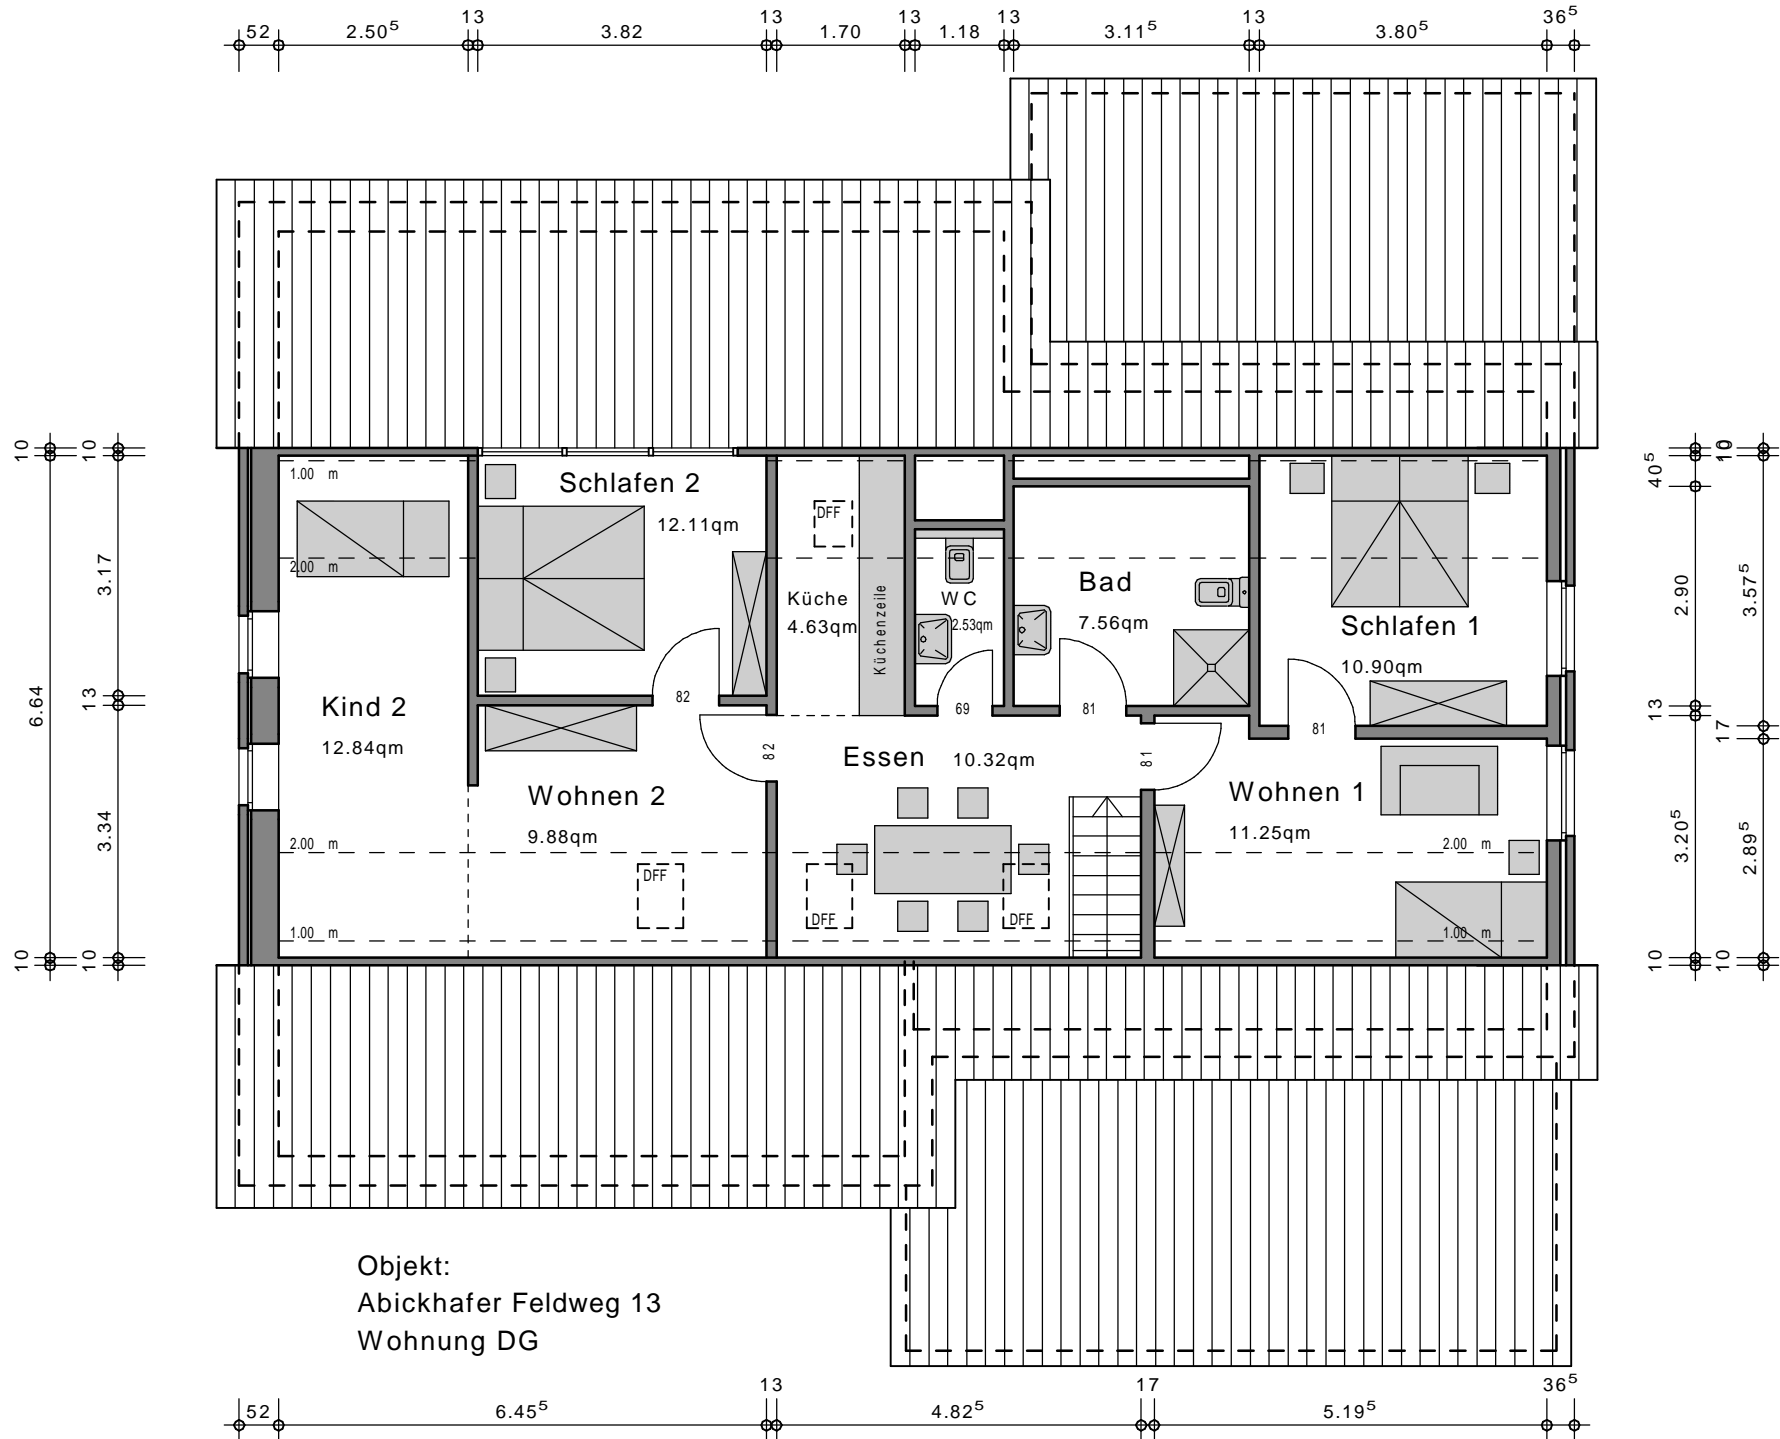 13 13 13 13 13 36⁵
52 2.50⁵ 3.82 1.70 1.18 3.11⁵ 3.80⁵
10 10
3.17
6.64
13
3.34
10 10
1.00 m
2.00 m
Kind 2
12.84qm
2.00 m
1.00 m
Schlafen 2
12.11qm
82
Wohnen 2
9.88qm
DFF
82
DFF
Küche
4.63qm
Küchenzeile
WC
2.53qm
69
Bad
7.56qm
81
Essen 10.32qm
DFF
DFF
81
Schlafen 1
10.90qm
81
Wohnen 1
11.25qm
2.00 m
1.00 m
10
40⁵
2.90
3.57⁵
13
17
3.20⁵
2.89⁵
10 10
Objekt:
Abickhafer Feldweg 13
Wohnung DG
13 17 36⁵
52 6.45⁵ 4.82⁵ 5.19⁵